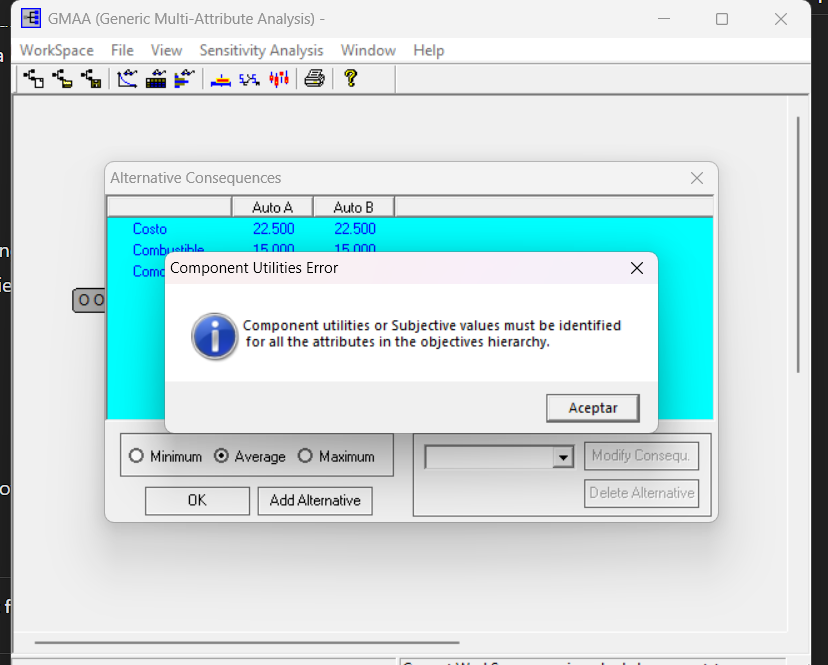 GMAA (Generic Multi-Attribute Analysis) -
WorkSpace File View Sensitivity Analysis Window Help
Alternative Consequences
Auto A Auto B
Costo 22.500 22.500
Combustible 15.000 15.000
Component Utilities Error
O O
Component utilities or Subjective values must be identified
for all the attributes in the objectives hierarchy.
Aceptar
Minimum Average Maximum
Modify Consequ.
OK Add Alternative
Delete Alternative